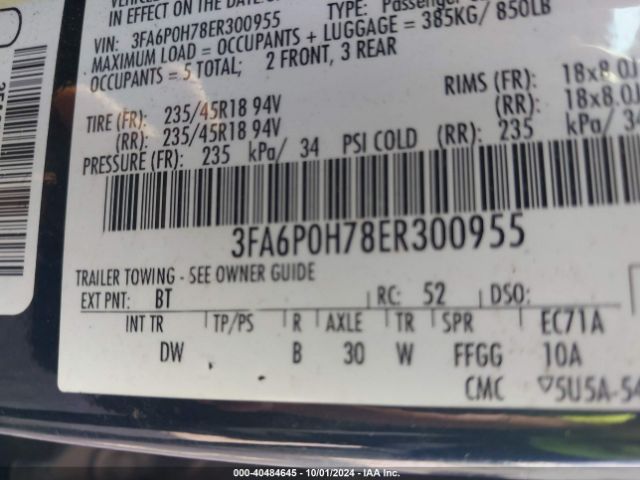 IN EFFECT ON THE DATE
VIN: 3FA6P0H78ER300955 TYPE: Passenger
MAXIMUM LOAD = OCCUPANTS + LUGGAGE = 385KG/ 850LB
OCCUPANTS = 5 TOTAL; 2 FRONT, 3 REAR
TIRE (FR): 235/45R18 94V RIMS (FR): 18x8.0J
(RR): 235/45R18 94V (RR): 18x8.0J
PRESSURE (FR): 235 kPa/ 34 PSI COLD (RR): 235 kPa/ 34
3FA6P0H78ER300955
TRAILER TOWING - SEE OWNER GUIDE
EXT PNT: BT RC: 52 DSO:
INT TR TP/PS R AXLE TR SPR EC71A
DW B 30 W FFGG 10A
CMC 5U5A-54
000-40484645 | 10/01/2024 | IAA Inc.